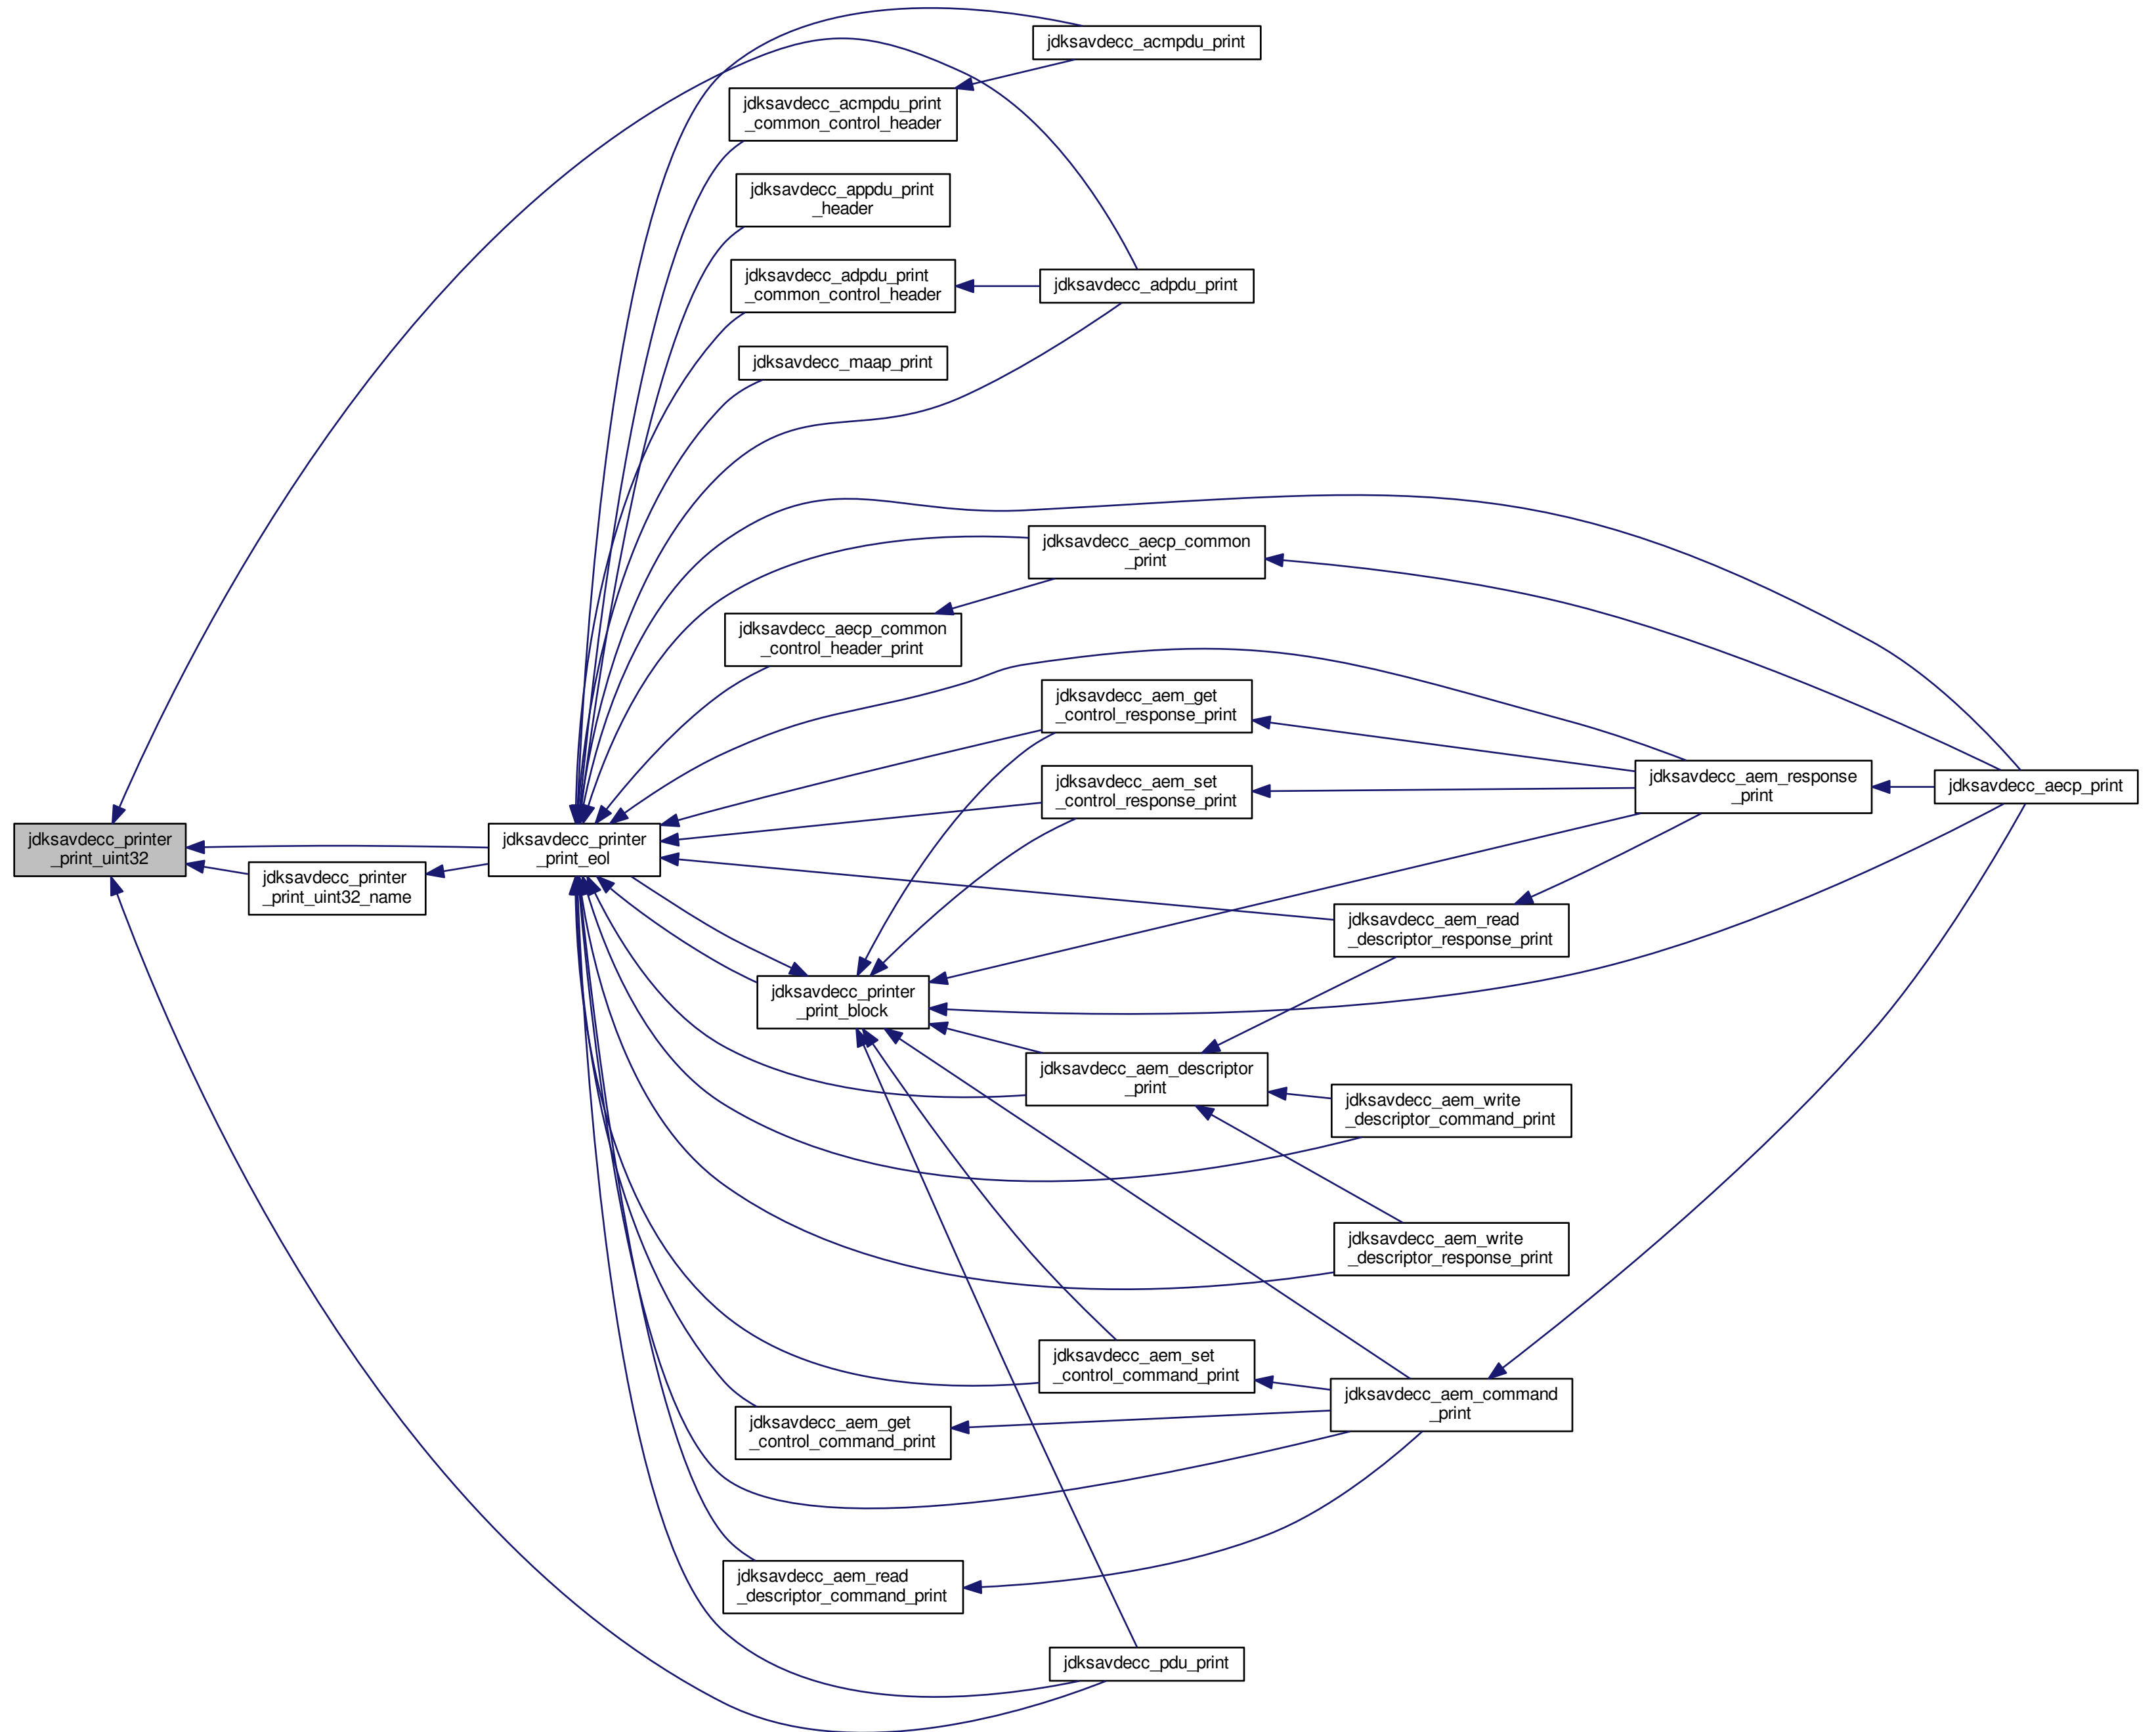 jdksavdecc_acmpdu_print
jdksavdecc_acmpdu_print
_common_control_header
jdksavdecc_appdu_print
_header
jdksavdecc_adpdu_print
_common_control_header
jdksavdecc_adpdu_print
jdksavdecc_maap_print
jdksavdecc_aecp_common
_print
jdksavdecc_aecp_common
_control_header_print
jdksavdecc_aem_get
_control_response_print
jdksavdecc_aem_set
_control_response_print
jdksavdecc_aem_response
_print
jdksavdecc_aecp_print
jdksavdecc_printer
_print_uint32
jdksavdecc_printer
_print_uint32_name
jdksavdecc_printer
_print_eol
jdksavdecc_aem_read
_descriptor_response_print
jdksavdecc_printer
_print_block
jdksavdecc_aem_descriptor
_print
jdksavdecc_aem_write
_descriptor_command_print
jdksavdecc_aem_write
_descriptor_response_print
jdksavdecc_aem_set
_control_command_print
jdksavdecc_aem_command
_print
jdksavdecc_aem_get
_control_command_print
jdksavdecc_aem_read
_descriptor_command_print
jdksavdecc_pdu_print